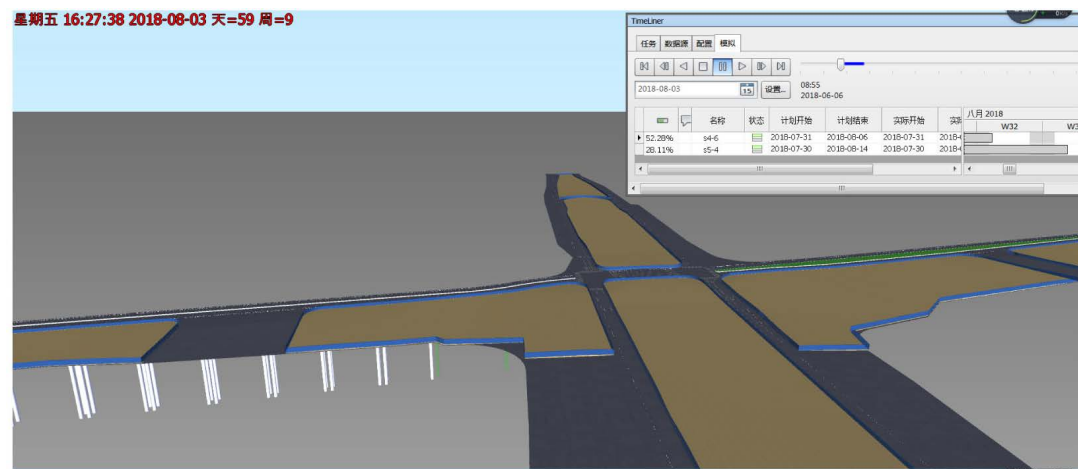 星期五 16:27:38 2018-08-03 天=59 周=9
TimeLiner
任务 数据源 配置 模拟
2018-08-03 15 设置... 08:55
2018-06-06
名称 状态 计划开始 计划结束 实际开始 八月 2018
W32
52.28% s4-6 2018-07-31 2018-08-06 2018-07-31
28.11% s5-4 2018-07-30 2018-08-14 2018-07-30